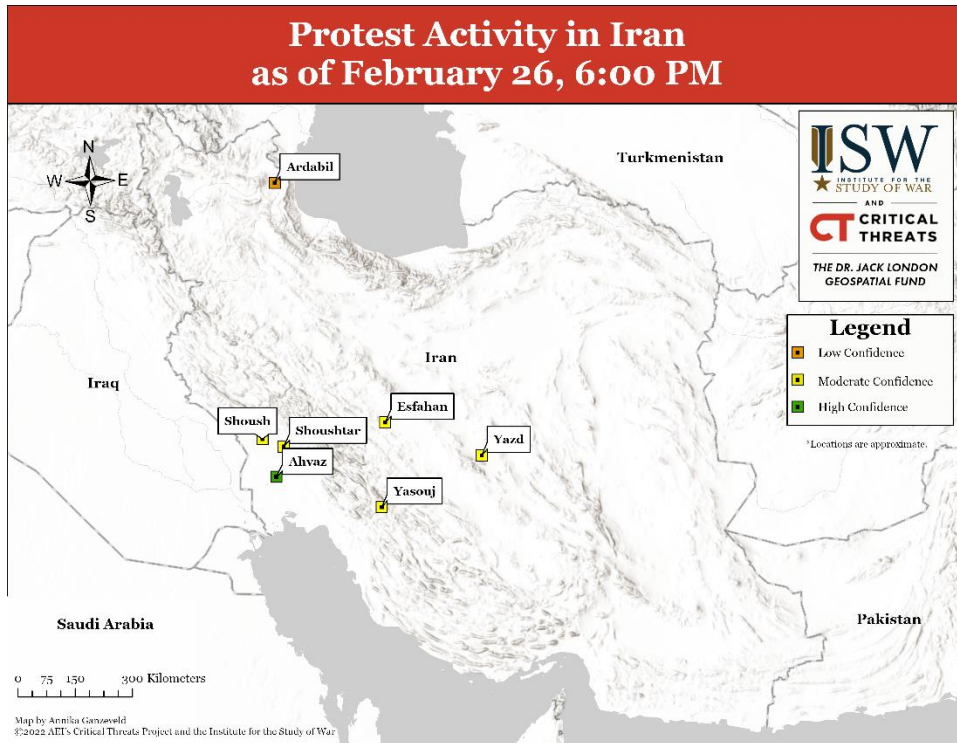 Protest Activity in Iran
as of February 26, 6:00 PM
N
W E
S
Ardabil
Turkmenistan
ISW
INSTITUTE FOR THE
STUDY OF WAR
AND
CT CRITICAL
THREATS
THE DR. JACK LONDON
GEOSPATIAL FUND
Legend
Low Confidence
Moderate Confidence
High Confidence
*Locations are approximate.
Iran
Iraq
Esfahan
Shoush
Shoushtar
Yazd
Ahvaz
Yasouj
Saudi Arabia
Pakistan
0 75 150 300 Kilometers
Map by Annika Ganzeveld
©2022 AEI's Critical Threats Project and the Institute for the Study of War